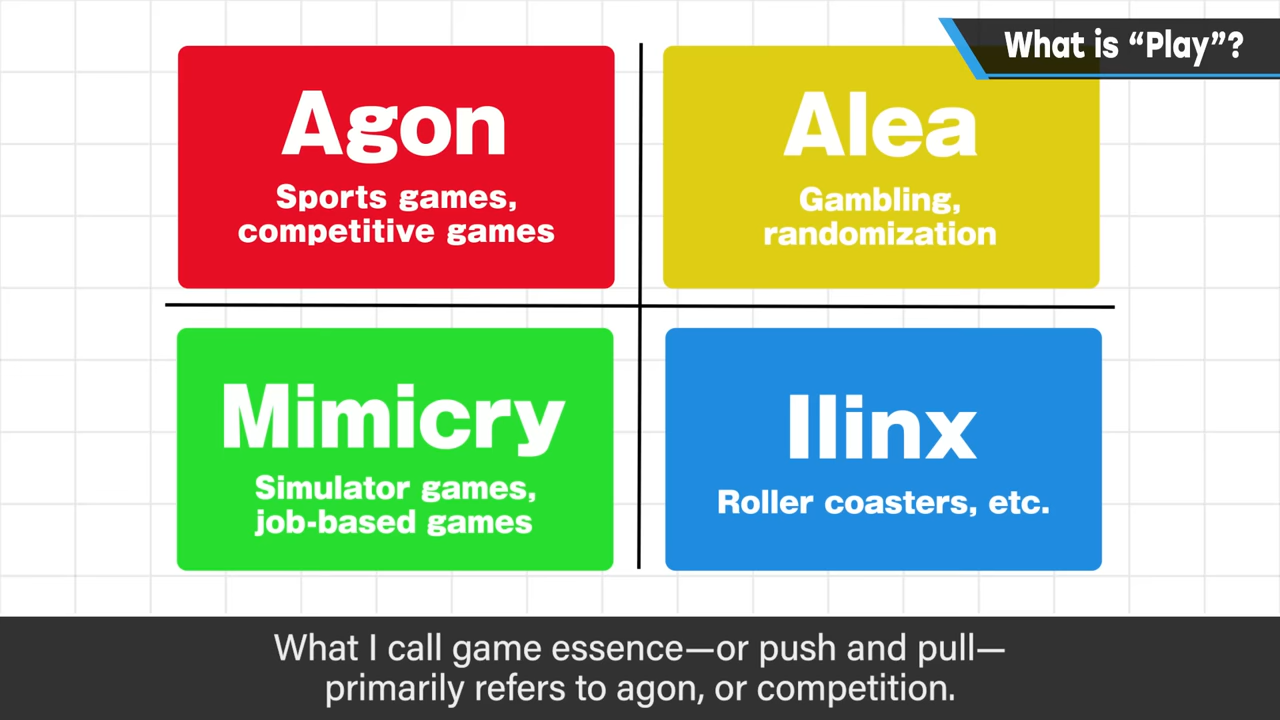 What is “Play”?
Agon
Sports games,
competitive games
Alea
Gambling,
randomization
Mimicry
Simulator games,
job-based games
Ilinx
Roller coasters, etc.
What I call game essence—or push and pull—
primarily refers to agon, or competition.